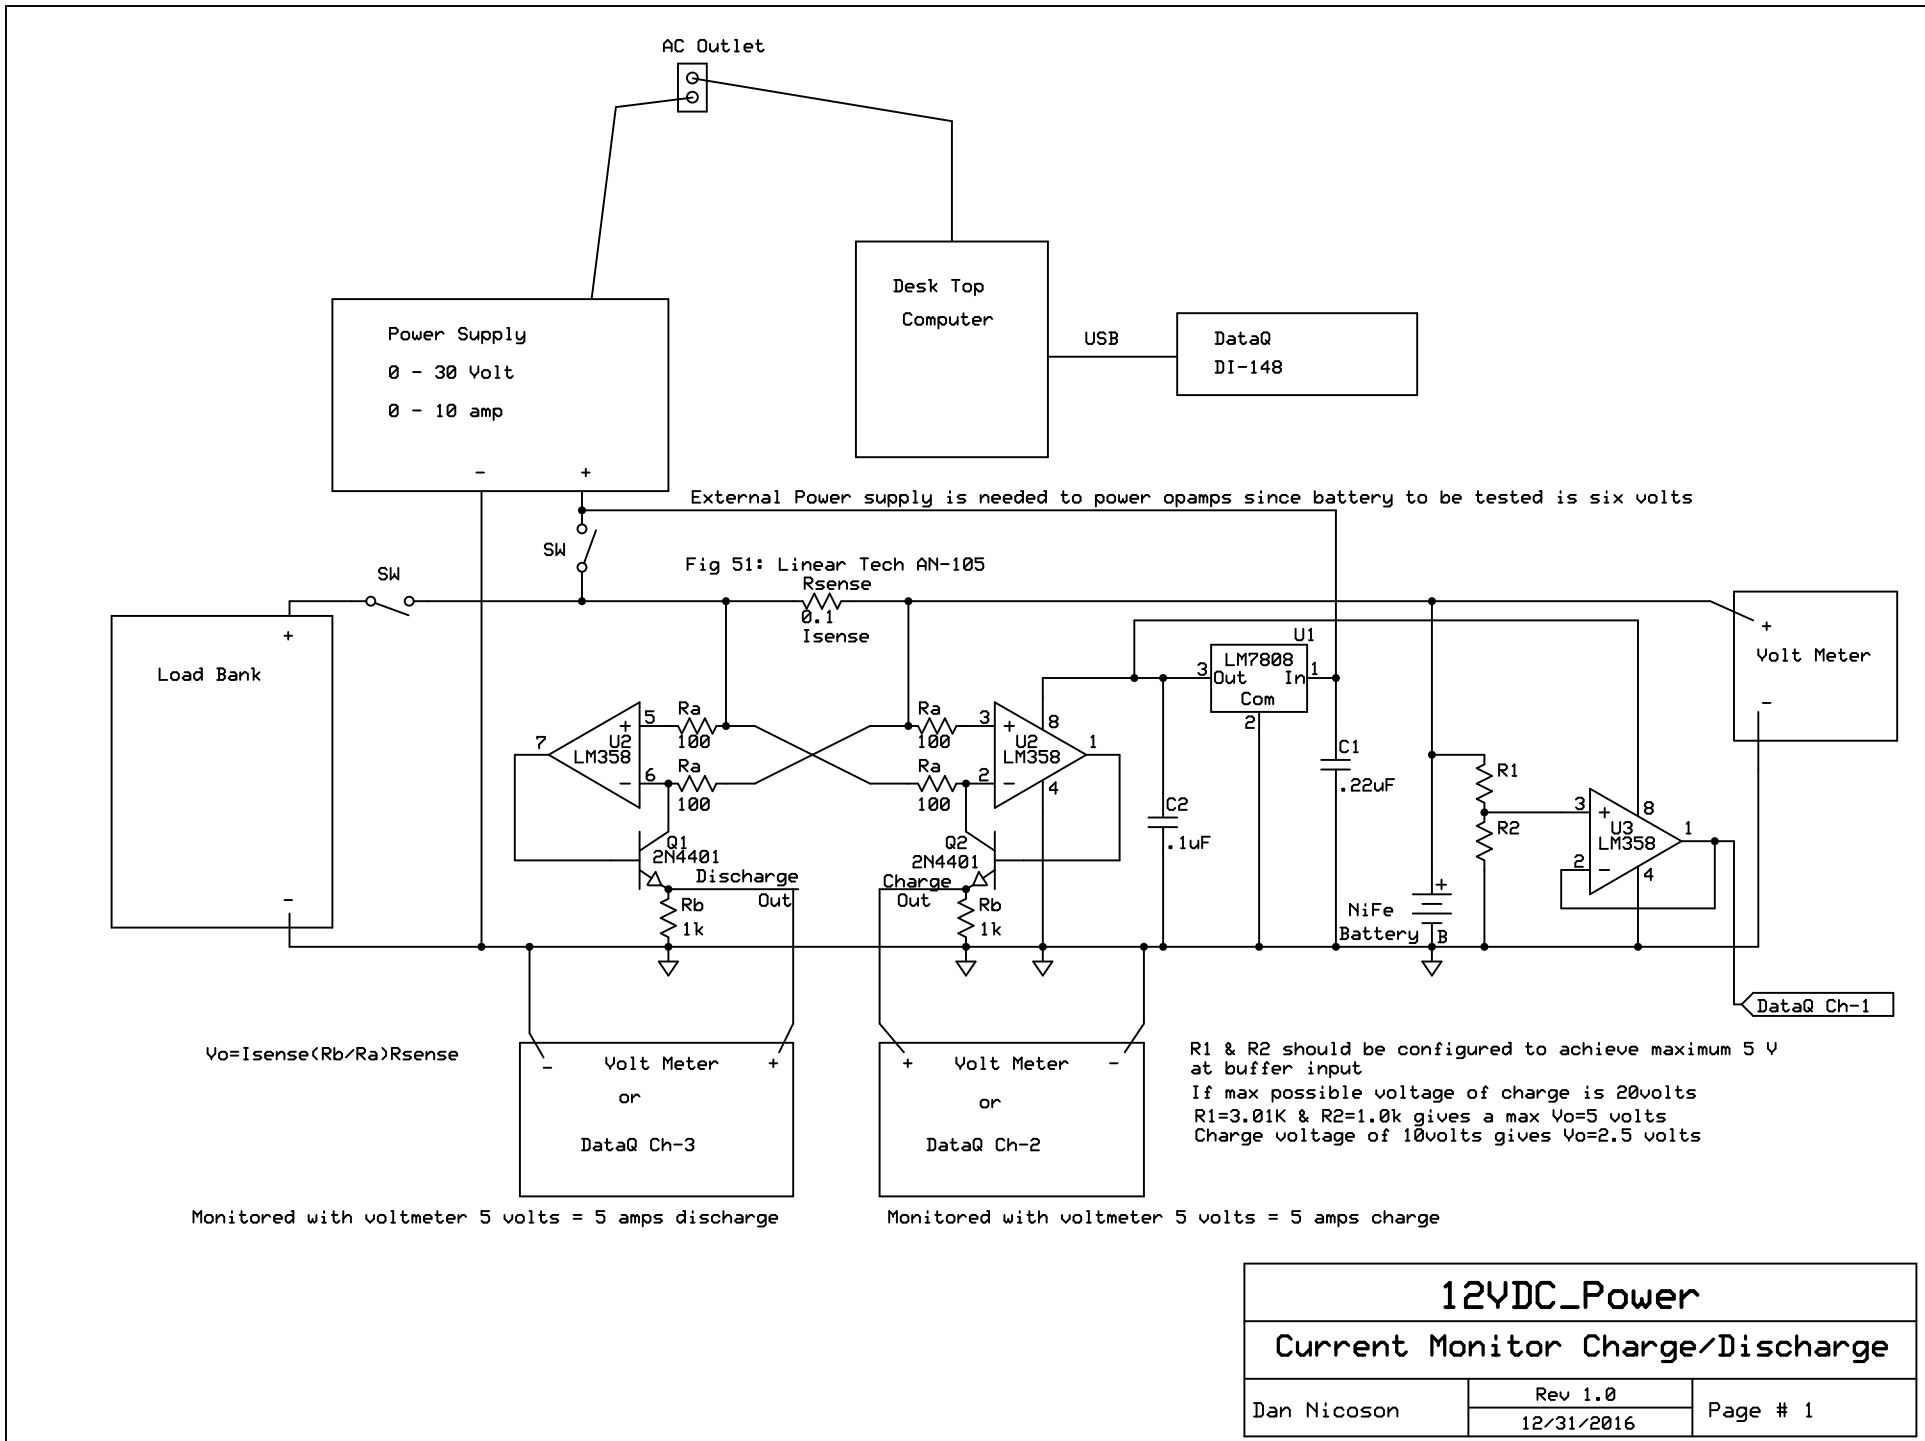 AC Outlet
Desk Top
Computer
USB
DataQ
DI-148
Power Supply
0 - 30 Volt
0 - 10 amp
- +
External Power supply is needed to power opamps since battery to be tested is six volts
SW
SW
Fig 51: Linear Tech AN-105
Rsense
0.1
Isense
Load Bank
+
-
U1
LM7808
3 Out In 1
Com
2
+
Volt Meter
-
7
+ 5
U2
LM358
- 6
Ra
100
Ra
100
Ra
100
Ra
100
3 +
U2
LM358
2 -
8
1
4
C1
.22uF
C2
.1uF
R1
R2
3 +
U3
LM358
2 -
8
1
4
Q1
2N4401
Discharge
Out
Rb
1k
Q2
2N4401
Charge
Out
Rb
1k
+
NiFe
Battery B
DataQ Ch-1
Vo=Isense(Rb/Ra)Rsense
- Volt Meter +
or
DataQ Ch-3
+ Volt Meter -
or
DataQ Ch-2
R1 & R2 should be configured to achieve maximum 5 V
at buffer input
If max possible voltage of charge is 20volts
R1=3.01K & R2=1.0k gives a max Vo=5 volts
Charge voltage of 10volts gives Vo=2.5 volts
Monitored with voltmeter 5 volts = 5 amps discharge
Monitored with voltmeter 5 volts = 5 amps charge
12VDC_Power
Current Monitor Charge/Discharge
Dan Nicoson
Rev 1.0
12/31/2016
Page # 1